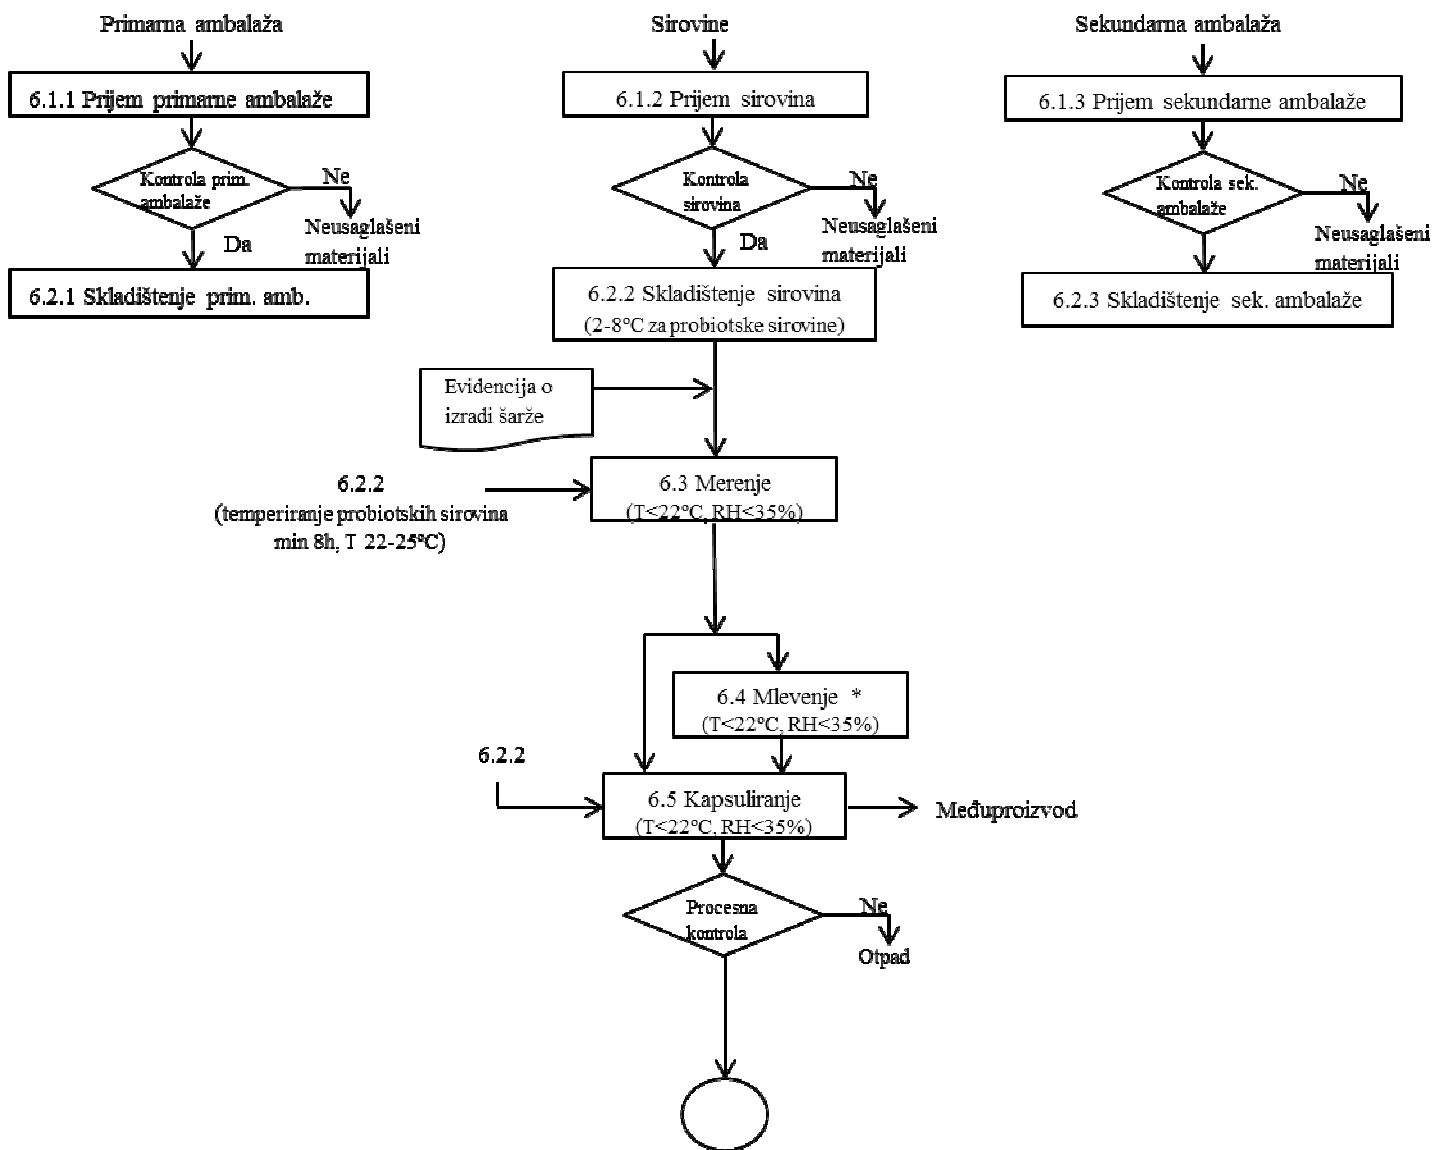 Primarna ambalaža
Sirovine
Sekundarna ambalaža
6.1.1 Prijem primarne ambalaže
6.1.2 Prijem sirovina
6.1.3 Prijem sekundarne ambalaže
Kontrola prim.
ambalaže
Ne
Neusaglašeni
materijali
Da
Kontrola
sirovina
Ne
Neusaglašeni
materijali
Da
Kontrola sek.
ambalaže
Ne
Neusaglašeni
materijali
6.2.1 Skladištenje prim. amb.
6.2.2 Skladištenje sirovina
(2-8°C za probiotske sirovine)
6.2.3 Skladištenje sek. ambalaže
Evidencija o
izradi šarže
6.2.2
(temperiranje probiotskih sirovina
min 8h, T 22-25°C)
6.3 Merenje
(T<22°C, RH<35%)
6.4 Mlevenje *
(T<22°C, RH<35%)
6.2.2
6.5 Kapsuliranje
(T<22°C, RH<35%)
Međuproizvod
Procesna
kontrola
Ne
Otpad